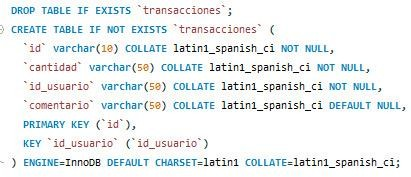 DROP TABLE IF EXISTS `transacciones`;
CREATE TABLE IF NOT EXISTS `transacciones` (
`id` varchar(10) COLLATE latin1_spanish_ci NOT NULL,
`cantidad` varchar(50) COLLATE latin1_spanish_ci NOT NULL,
`id_usuario` varchar(50) COLLATE latin1_spanish_ci NOT NULL,
`comentario` varchar(50) COLLATE latin1_spanish_ci DEFAULT NULL,
PRIMARY KEY (`id`),
KEY `id_usuario` (`id_usuario`)
) ENGINE=InnoDB DEFAULT CHARSET=latin1 COLLATE=latin1_spanish_ci;